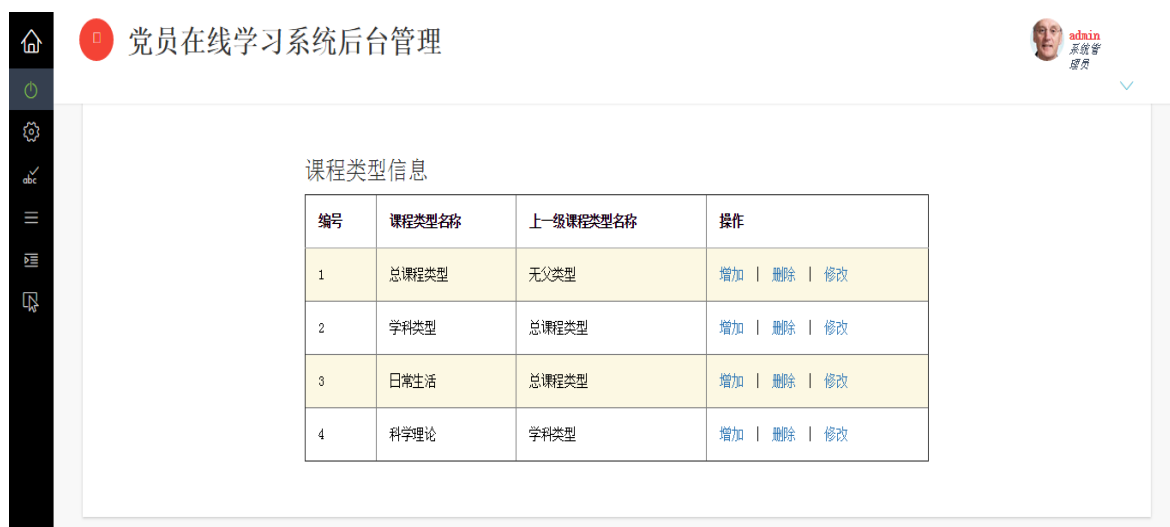 党员在线学习系统后台管理
admin
系统管
理员
abc
课程类型信息
编号 课程类型名称 上一级课程类型名称 操作
1 总课程类型 无父类型 增加 | 删除 | 修改
2 学科类型 总课程类型 增加 | 删除 | 修改
3 日常生活 总课程类型 增加 | 删除 | 修改
4 科学理论 学科类型 增加 | 删除 | 修改